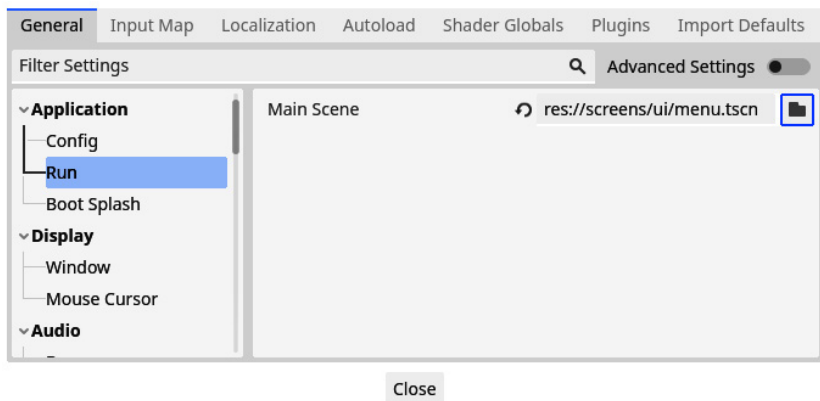 General Input Map Localization Autoload Shader Globals Plugins Import Defaults
Filter Settings Advanced Settings
Application
Config
Run
Boot Splash
Display
Window
Mouse Cursor
Audio
Main Scene res://screens/ui/menu.tscn
Close